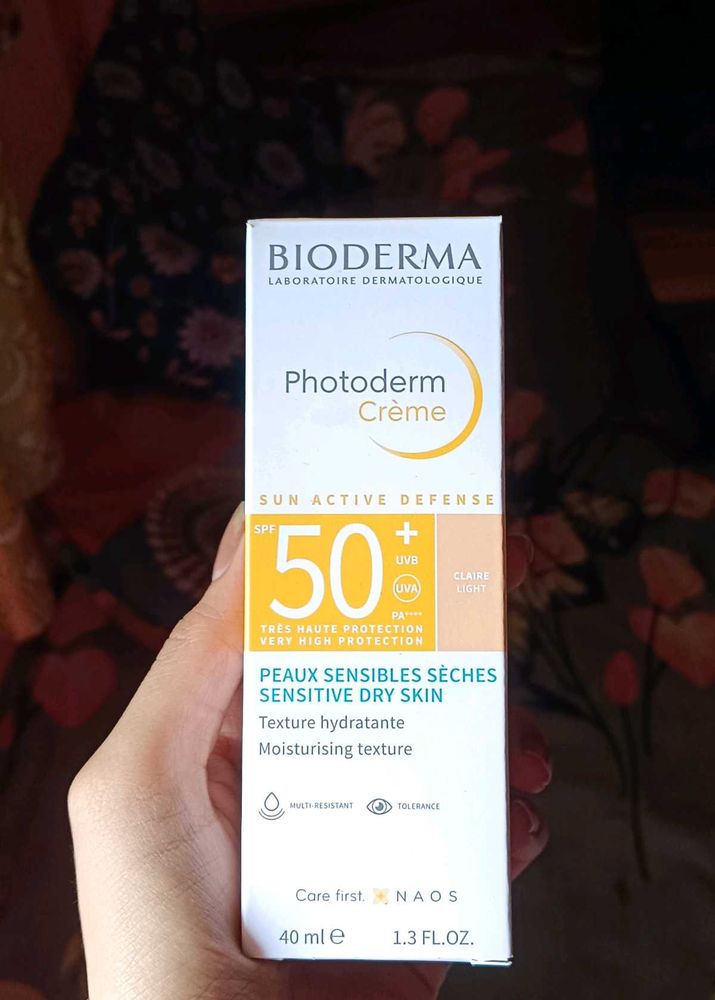 BIODERMA
LABORATOIRE DERMATOLOGIQUE
Photoderm
Crème
SUN ACTIVE DEFENSE
SPF 50+
UVB
UVA
PA++++
TRÈS HAUTE PROTECTION
VERY HIGH PROTECTION
CLAIRE
LIGHT
PEAUX SENSIBLES SÈCHES
SENSITIVE DRY SKIN
Texture hydratante
Moisturising texture
MULTI-RESISTANT
TOLERANCE
Care first. NAOS
40 ml ℮ 1.3 FL.OZ.